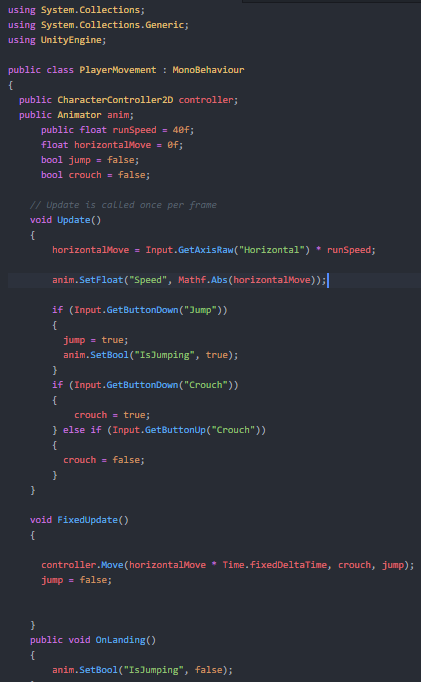 using System.Collections;
using System.Collections.Generic;
using UnityEngine;

public class PlayerMovement : MonoBehaviour
{
  public CharacterController2D controller;
  public Animator anim;
      public float runSpeed = 40f;
      float horizontalMove = 0f;
      bool jump = false;
      bool crouch = false;

    // Update is called once per frame
    void Update()
    {
        horizontalMove = Input.GetAxisRaw("Horizontal") * runSpeed;

        anim.SetFloat("Speed", Mathf.Abs(horizontalMove));

        if (Input.GetButtonDown("Jump"))
        {
          jump = true;
          anim.SetBool("IsJumping", true);
        }
        if (Input.GetButtonDown("Crouch"))
        {
            crouch = true;
        } else if (Input.GetButtonUp("Crouch"))
        {
          crouch = false;
        }
    }

    void FixedUpdate()
    {

      controller.Move(horizontalMove * Time.fixedDeltaTime, crouch, jump);
      jump = false;


    }
    public void OnLanding()
    {
        anim.SetBool("IsJumping", false);